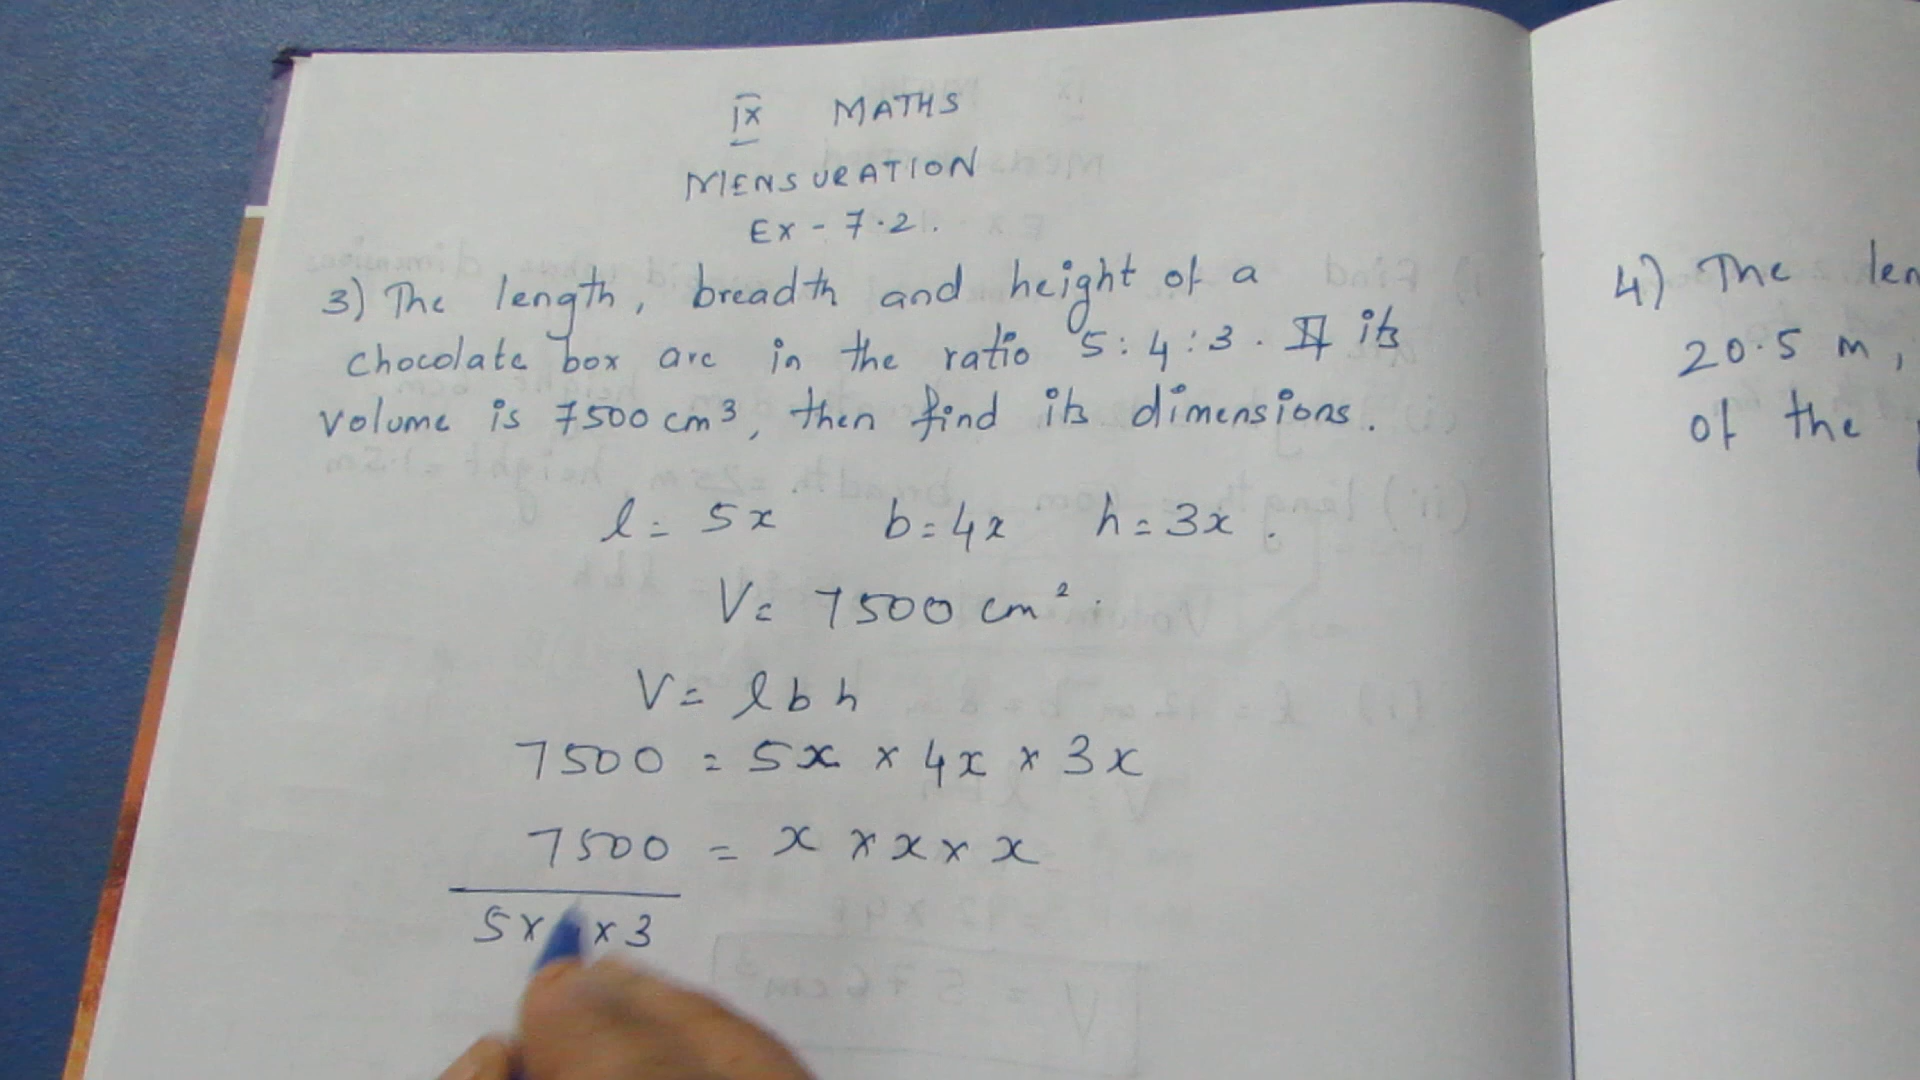 IX MATHS
MENSURATION
Ex - 7.2.
3) The length, breadth and height of a
chocolate box are in the ratio 5:4:3. If its
volume is 7500 cm³, then find its dimensions.
l = 5x b = 4x h = 3x.
V = 7500 cm².
V = lbh
7500 = 5x × 4x × 3x
7500 = x × x × x
5 × × 3
4) The len
20.5 m,
of the